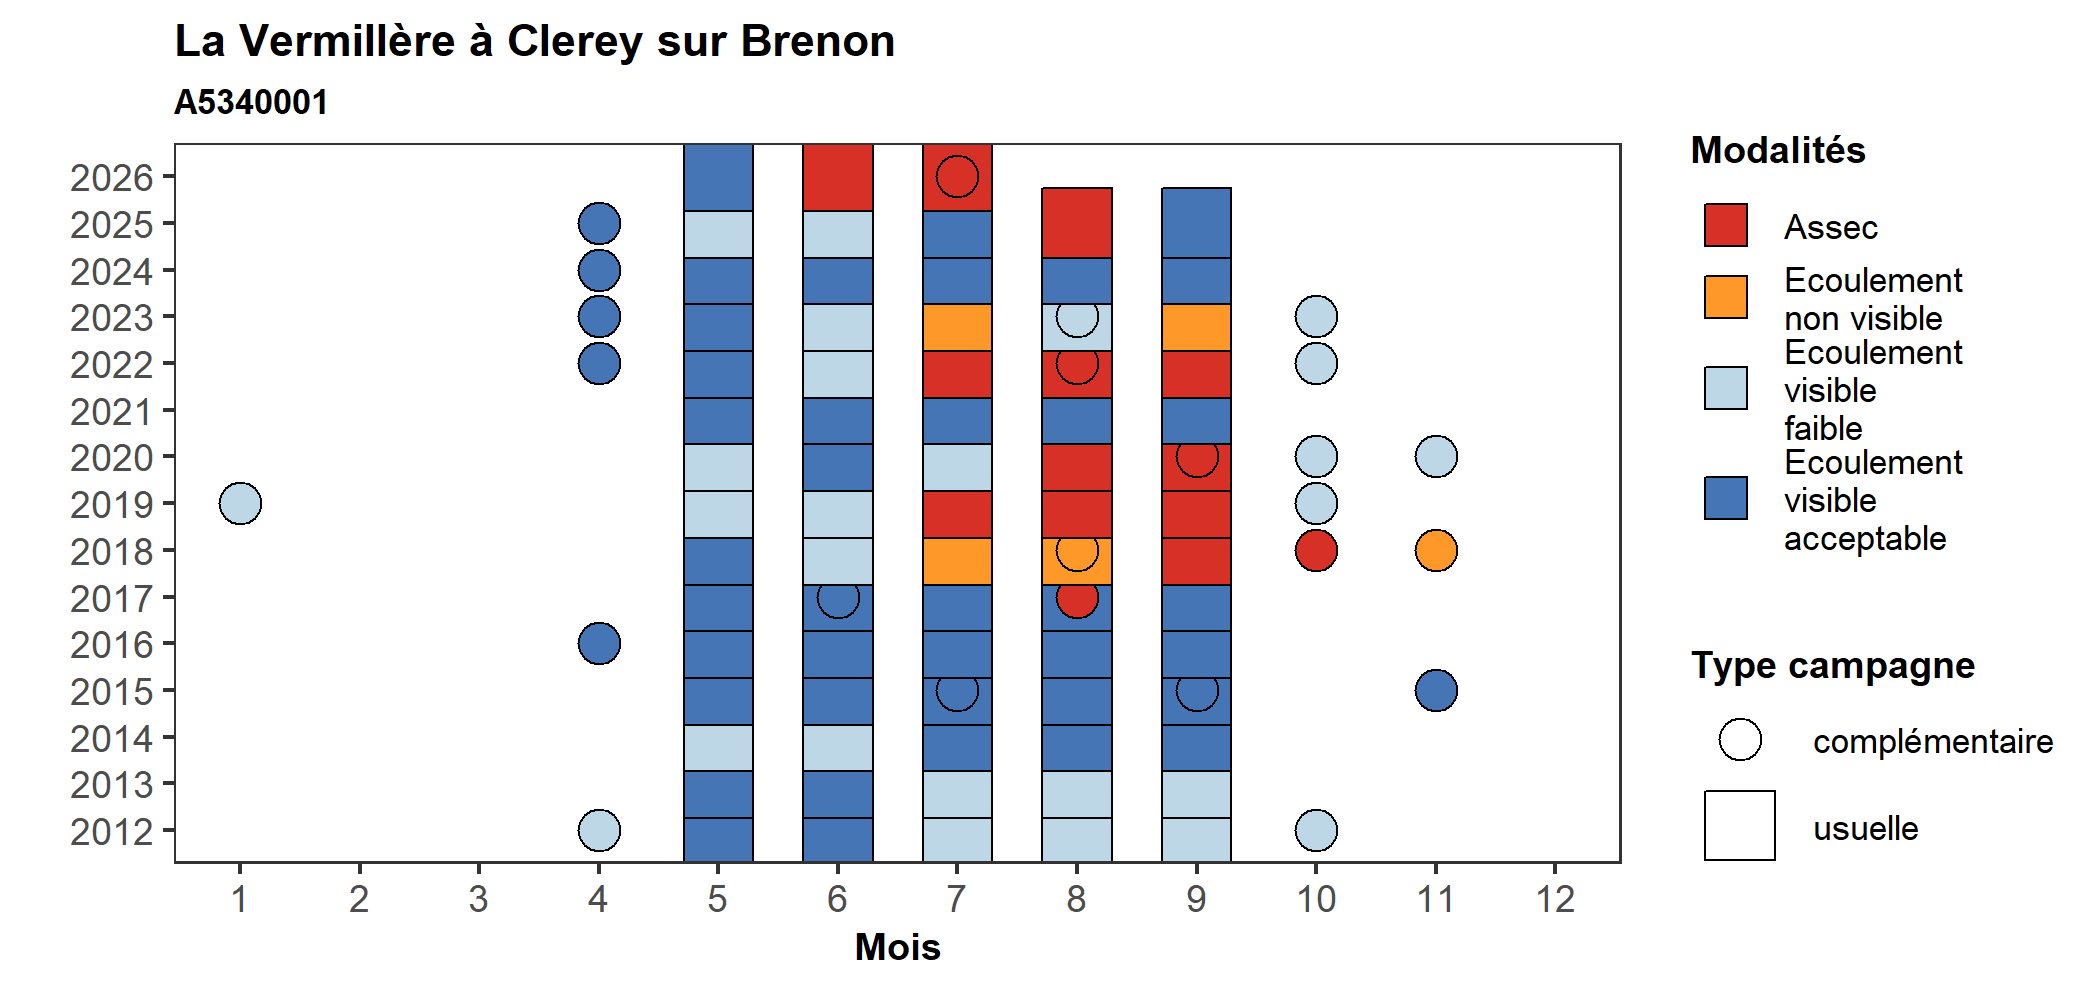 La Vermillère à Clerey sur Brenon
A5340001
2026
2025
2024
2023
2022
2021
2020
2019
2018
2017
2016
2015
2014
2013
2012
1 2 3 4 5 6 7 8 9 10 11 12
Mois
Modalités
Assec
Ecoulement
non visible
Ecoulement
visible
faible
Ecoulement
visible
acceptable
Type campagne
complémentaire
usuelle